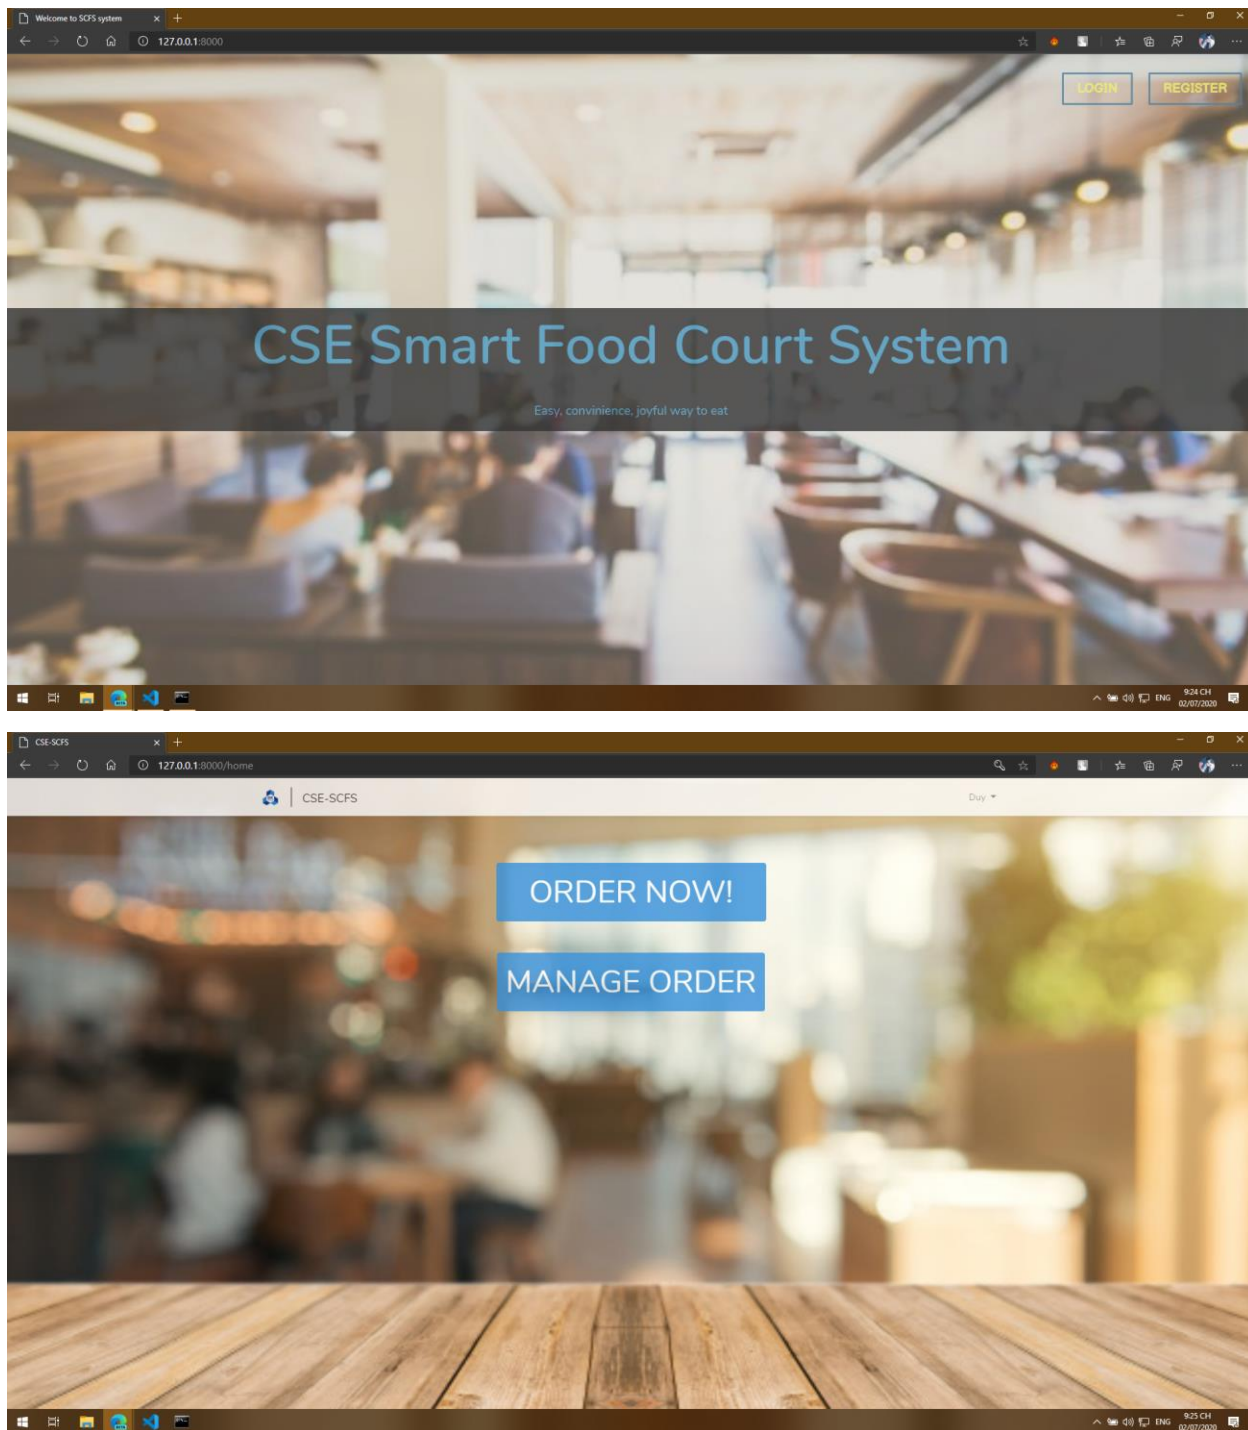 Welcome to SCFS system
127.0.0.1:8000
LOGIN
REGISTER
CSE Smart Food Court System
Easy, convinience, joyful way to eat
ENG
9:24 CH
02/07/2020
CSE-SCFS
127.0.0.1:8000/home
CSE-SCFS
Duy
ORDER NOW!
MANAGE ORDER
ENG
9:25 CH
02/07/2020